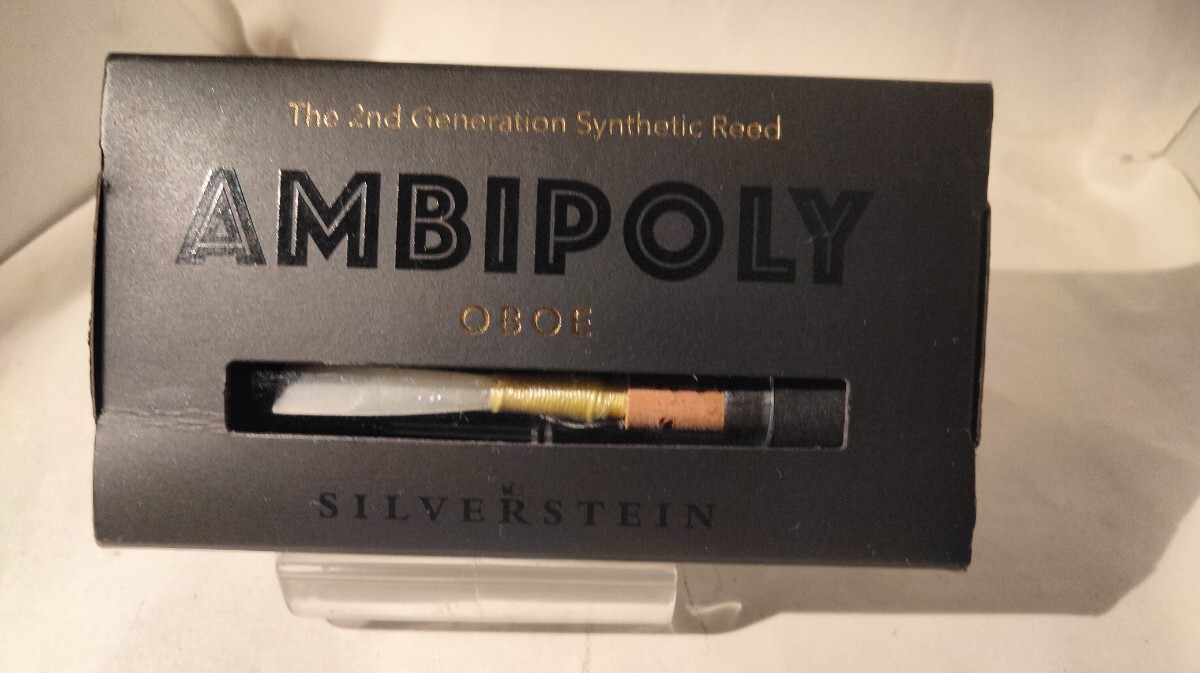 The 2nd Generation Synthetic Reed
AMBIPOLY
OBOE
SILVERSTEIN